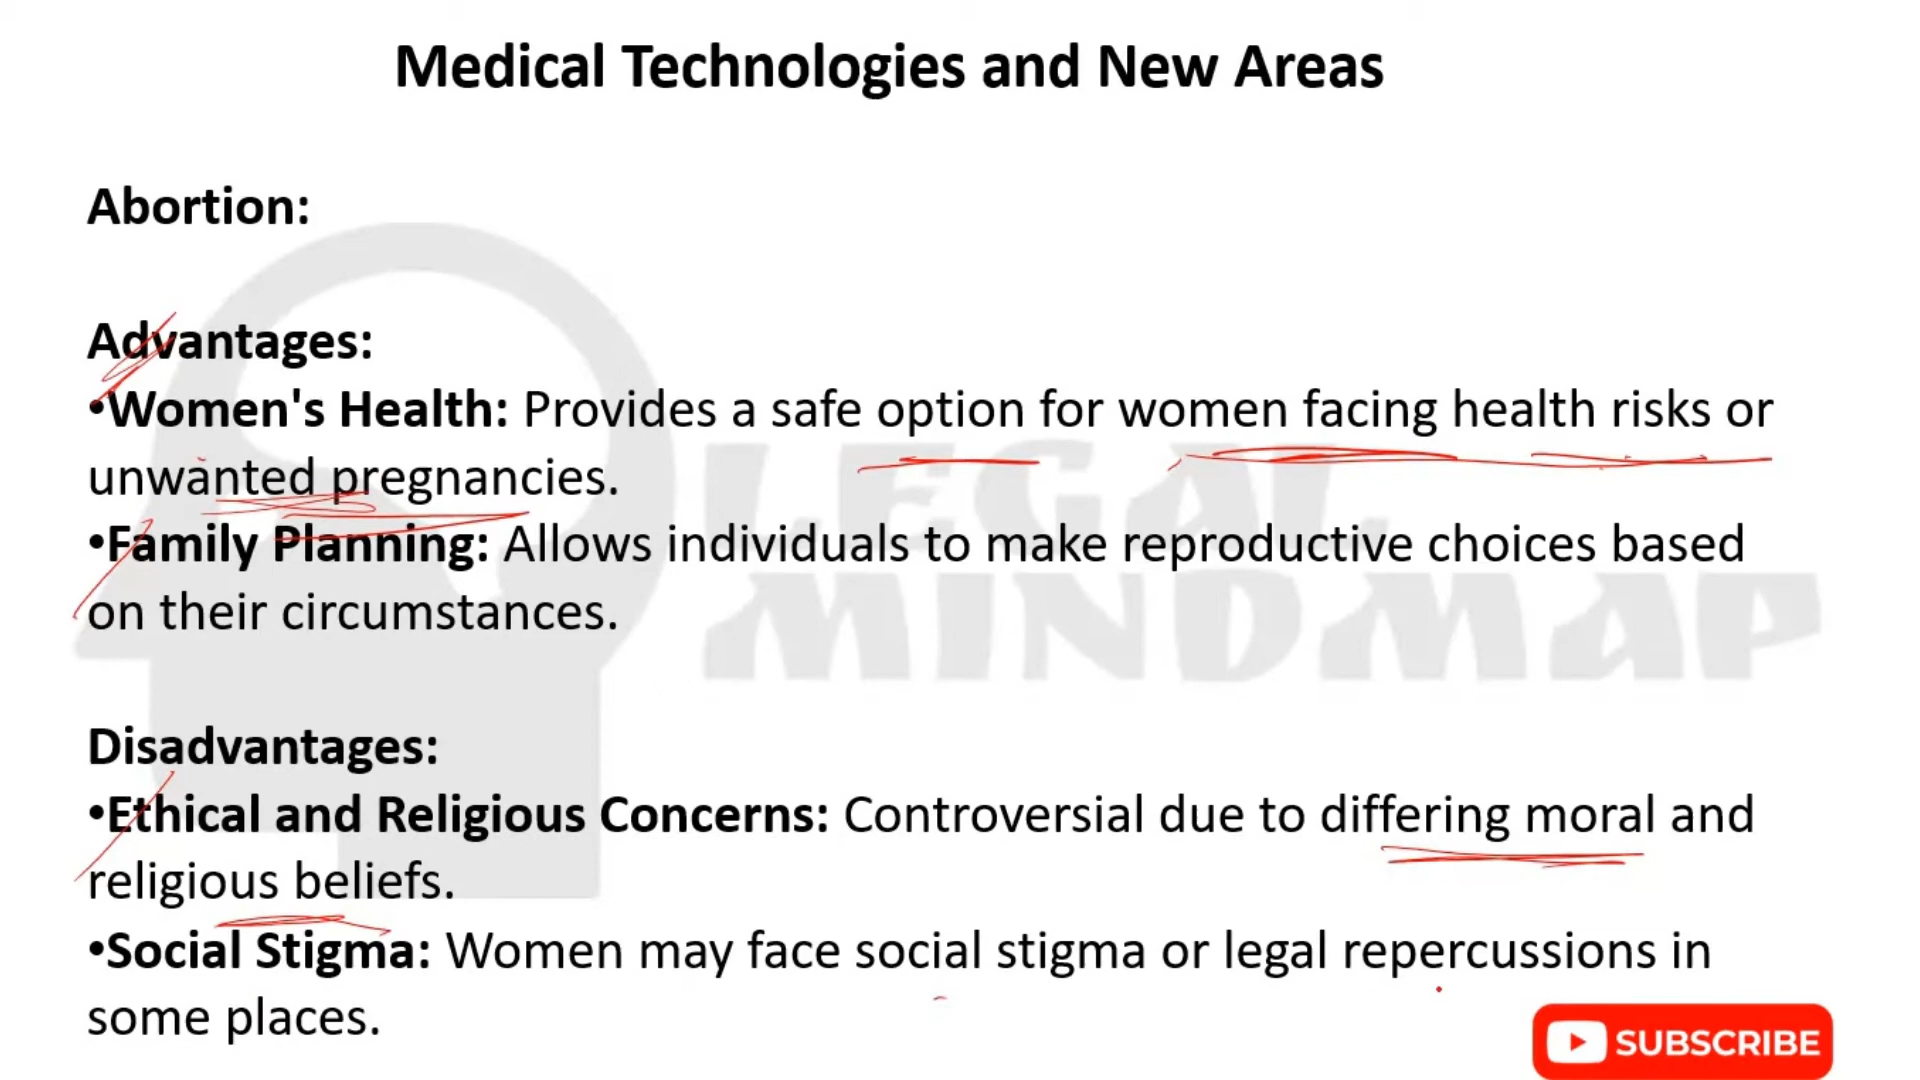 Medical Technologies and New Areas
Abortion:
Advantages:
•Women's Health: Provides a safe option for women facing health risks or
unwanted pregnancies.
•Family Planning: Allows individuals to make reproductive choices based
on their circumstances.
LEGAL
MINDMAP
Disadvantages:
•Ethical and Religious Concerns: Controversial due to differing moral and
religious beliefs.
•Social Stigma: Women may face social stigma or legal repercussions in
some places.
SUBSCRIBE